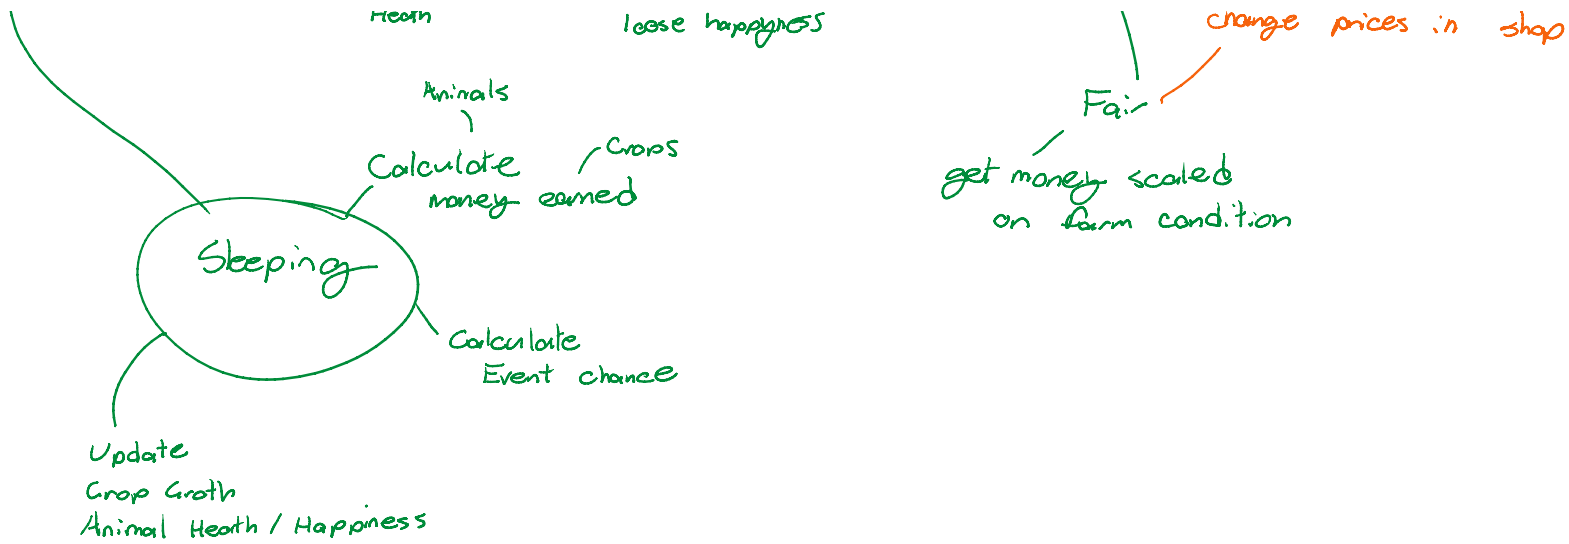 loose happyness
change prices in shop
Animals
Fair
Calculate
Crops
money earned
get money scaled
on farm condition
Sleeping
Calculate
Event chance
Update
Crop Groth
Animal Heath / Happiness